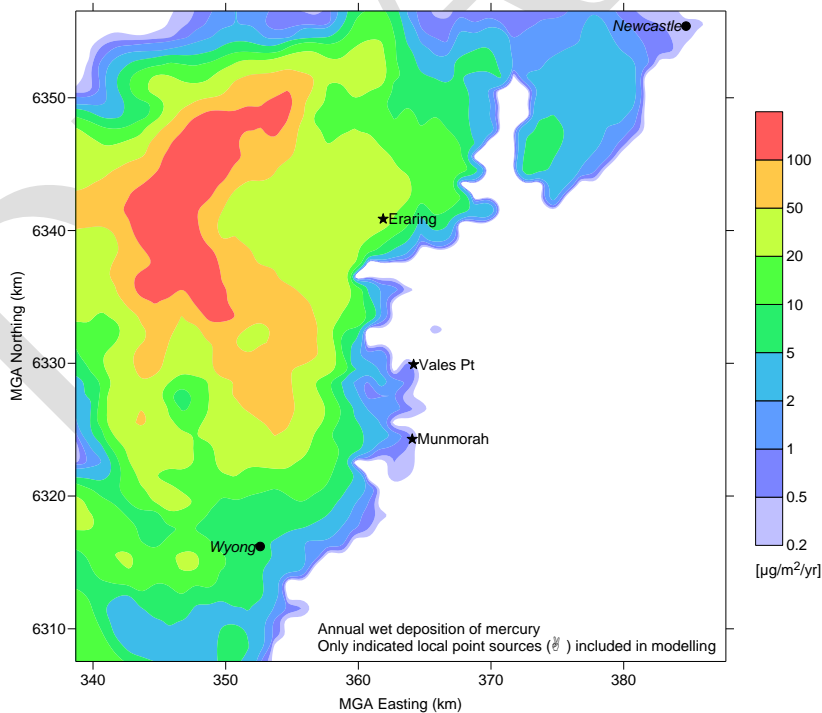 Newcastle
6350
6340
6330
6320
6310
MGA Northing (km)
Eraring
Vales Pt
Munmorah
Wyong
Annual wet deposition of mercury
Only indicated local point sources (✌ ) included in modelling
340
350
360
370
380
MGA Easting (km)
100
50
20
10
5
2
1
0.5
0.2
[µg/m²/yr]